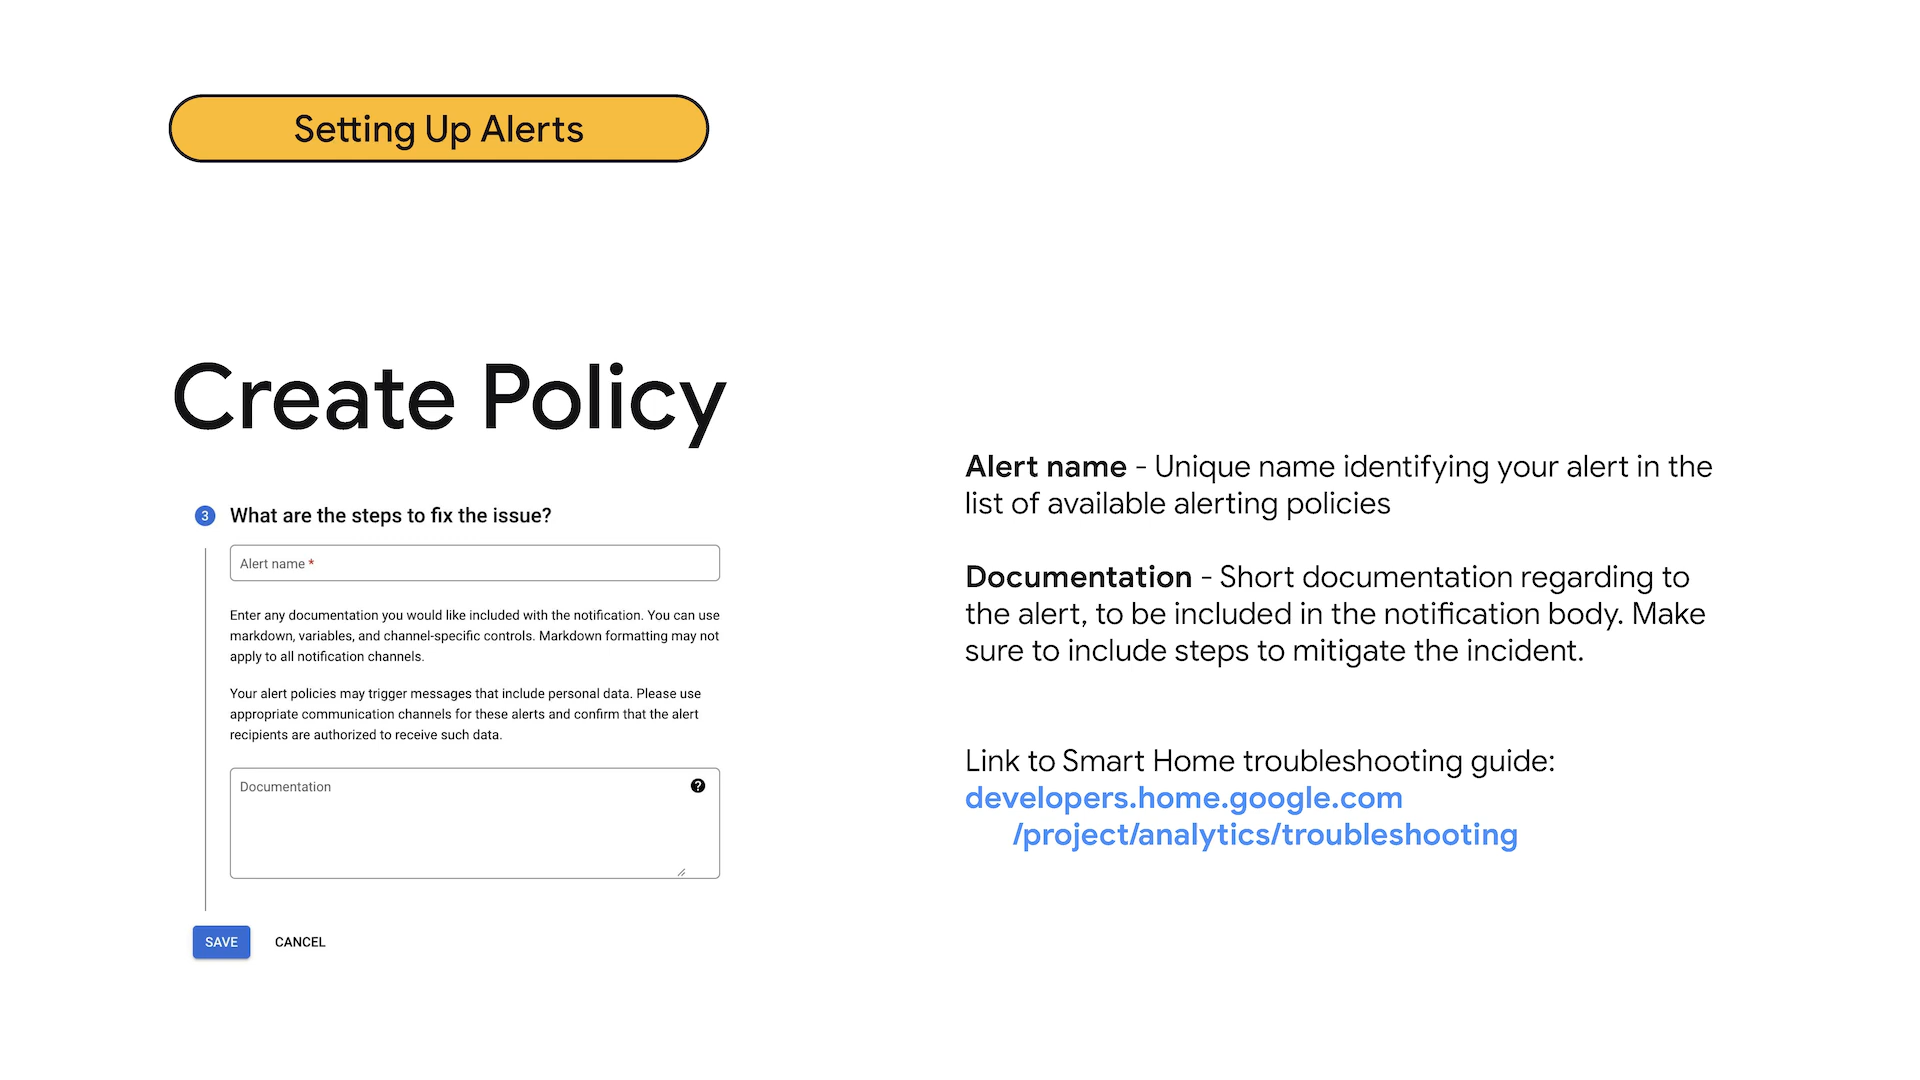 Setting Up Alerts
Create Policy
3 What are the steps to fix the issue?
Alert name *
Enter any documentation you would like included with the notification. You can use
markdown, variables, and channel-specific controls. Markdown formatting may not
apply to all notification channels.
Your alert policies may trigger messages that include personal data. Please use
appropriate communication channels for these alerts and confirm that the alert
recipients are authorized to receive such data.
Documentation ?
SAVE CANCEL
Alert name - Unique name identifying your alert in the
list of available alerting policies
Documentation - Short documentation regarding to
the alert, to be included in the notification body. Make
sure to include steps to mitigate the incident.
Link to Smart Home troubleshooting guide:
developers.home.google.com
/project/analytics/troubleshooting